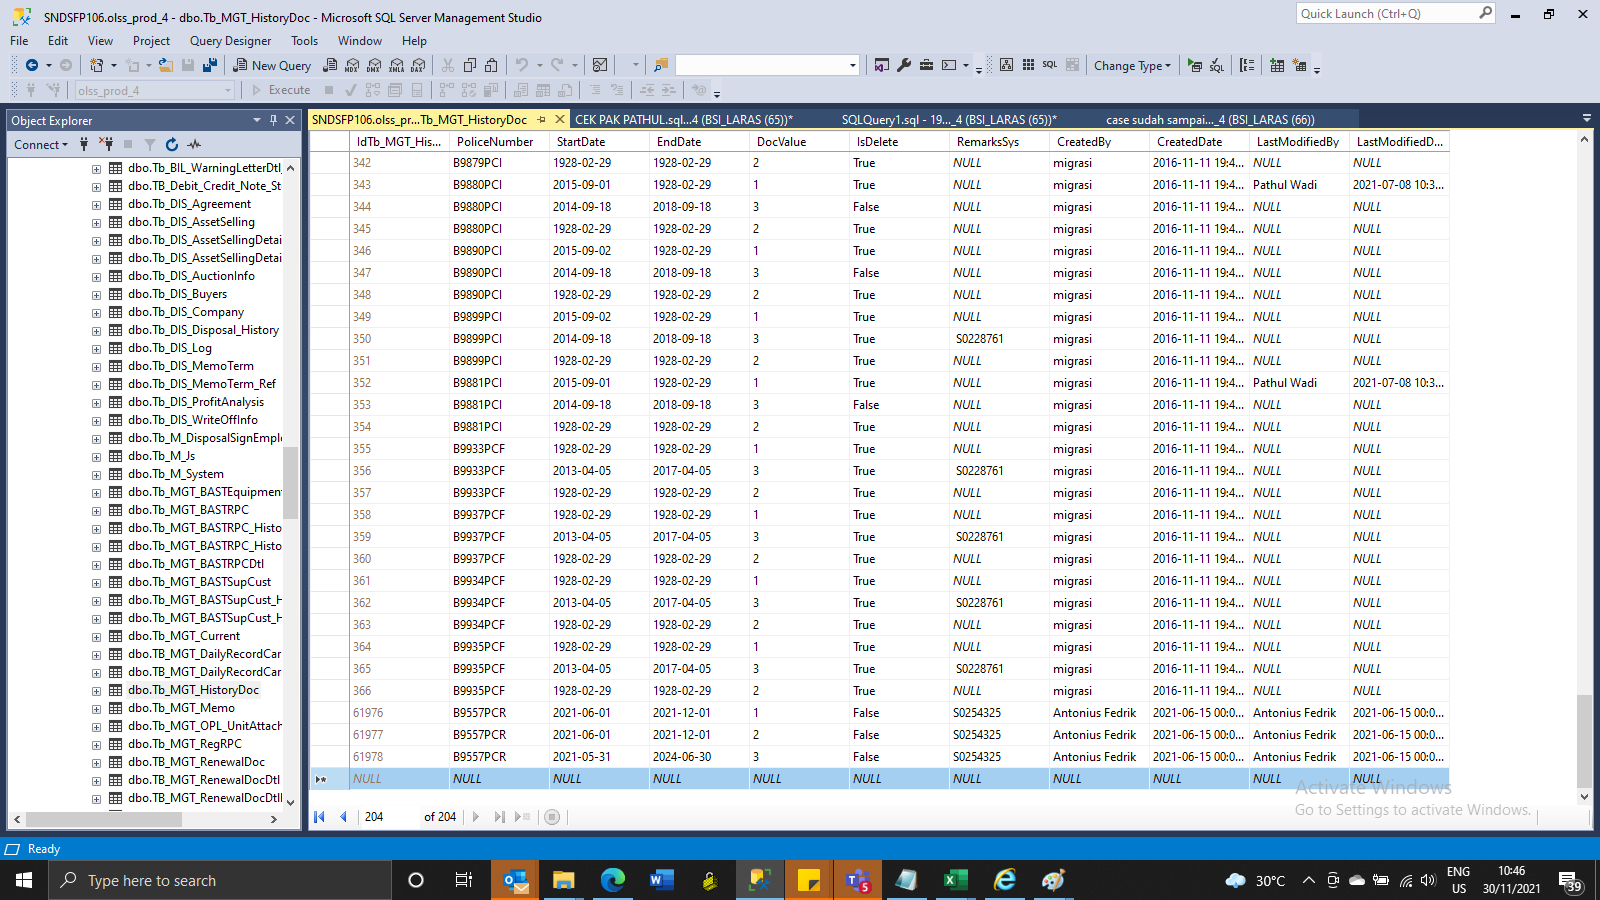 SNDSFP106.olss_prod_4 - dbo.Tb_MGT_HistoryDoc - Microsoft SQL Server Management Studio
Quick Launch (Ctrl+Q)
File Edit View Project Query Designer Tools Window Help
New Query MDX DMX XMLA DAX SQL Change Type SQL
olss_prod_4 Execute
Object Explorer
Connect
dbo.Tb_BIL_WarningLetterDtl
dbo.TB_Debit_Credit_Note_St
dbo.Tb_DIS_Agreement
dbo.Tb_DIS_AssetSelling
dbo.Tb_DIS_AssetSellingDetai
dbo.Tb_DIS_AssetSellingDetai
dbo.Tb_DIS_AuctionInfo
dbo.Tb_DIS_Buyers
dbo.Tb_DIS_Company
dbo.Tb_DIS_Disposal_History
dbo.Tb_DIS_Log
dbo.Tb_DIS_MemoTerm
dbo.Tb_DIS_MemoTerm_Ref
dbo.Tb_DIS_ProfitAnalysis
dbo.Tb_DIS_WriteOffInfo
dbo.Tb_M_DisposalSignEmpl
dbo.Tb_M_Js
dbo.Tb_M_System
dbo.Tb_MGT_BASTEquipment
dbo.Tb_MGT_BASTRPC
dbo.Tb_MGT_BASTRPC_Histo
dbo.Tb_MGT_BASTRPC_Histo
dbo.Tb_MGT_BASTRPCDtl
dbo.Tb_MGT_BASTSupCust
dbo.Tb_MGT_BASTSupCust_H
dbo.Tb_MGT_BASTSupCust_H
dbo.Tb_MGT_Current
dbo.TB_MGT_DailyRecordCar
dbo.TB_MGT_DailyRecordCar
dbo.Tb_MGT_HistoryDoc
dbo.Tb_MGT_Memo
dbo.Tb_MGT_OPL_UnitAttach
dbo.Tb_MGT_RegRPC
dbo.Tb_MGT_RenewalDoc
dbo.Tb_MGT_RenewalDocDtl
dbo.TB_MGT_RenewalDocDtl
SNDSFP106.olss_pr...Tb_MGT_HistoryDoc CEK PAK PATHUL.sql...4 (BSI_LARAS (65))* SQLQuery1.sql - 19..._4 (BSI_LARAS (65))* case sudah sampai..._4 (BSI_LARAS (66))
IdTb_MGT_His... PoliceNumber StartDate EndDate DocValue IsDelete RemarksSys CreatedBy CreatedDate LastModifiedBy LastModifiedD...
342 B9879PCI 1928-02-29 1928-02-29 2 True NULL migrasi 2016-11-11 19:4... NULL NULL
343 B9880PCI 2015-09-01 1928-02-29 1 True NULL migrasi 2016-11-11 19:4... Pathul Wadi 2021-07-08 10:3...
344 B9880PCI 2014-09-18 2018-09-18 3 False NULL migrasi 2016-11-11 19:4... NULL NULL
345 B9880PCI 1928-02-29 1928-02-29 2 True NULL migrasi 2016-11-11 19:4... NULL NULL
346 B9890PCI 2015-09-02 1928-02-29 1 True NULL migrasi 2016-11-11 19:4... NULL NULL
347 B9890PCI 2014-09-18 2018-09-18 3 False NULL migrasi 2016-11-11 19:4... NULL NULL
348 B9890PCI 1928-02-29 1928-02-29 2 True NULL migrasi 2016-11-11 19:4... NULL NULL
349 B9899PCI 2015-09-02 1928-02-29 1 True NULL migrasi 2016-11-11 19:4... NULL NULL
350 B9899PCI 2014-09-18 2018-09-18 3 True S0228761 migrasi 2016-11-11 19:4... NULL NULL
351 B9899PCI 1928-02-29 1928-02-29 2 True NULL migrasi 2016-11-11 19:4... NULL NULL
352 B9881PCI 2015-09-01 1928-02-29 1 True NULL migrasi 2016-11-11 19:4... Pathul Wadi 2021-07-08 10:3...
353 B9881PCI 2014-09-18 2018-09-18 3 False NULL migrasi 2016-11-11 19:4... NULL NULL
354 B9881PCI 1928-02-29 1928-02-29 2 True NULL migrasi 2016-11-11 19:4... NULL NULL
355 B9933PCF 1928-02-29 1928-02-29 1 True NULL migrasi 2016-11-11 19:4... NULL NULL
356 B9933PCF 2013-04-05 2017-04-05 3 True S0228761 migrasi 2016-11-11 19:4... NULL NULL
357 B9933PCF 1928-02-29 1928-02-29 2 True NULL migrasi 2016-11-11 19:4... NULL NULL
358 B9937PCF 1928-02-29 1928-02-29 1 True NULL migrasi 2016-11-11 19:4... NULL NULL
359 B9937PCF 2013-04-05 2017-04-05 3 True S0228761 migrasi 2016-11-11 19:4... NULL NULL
360 B9937PCF 1928-02-29 1928-02-29 2 True NULL migrasi 2016-11-11 19:4... NULL NULL
361 B9934PCF 1928-02-29 1928-02-29 1 True NULL migrasi 2016-11-11 19:4... NULL NULL
362 B9934PCF 2013-04-05 2017-04-05 3 True S0228761 migrasi 2016-11-11 19:4... NULL NULL
363 B9934PCF 1928-02-29 1928-02-29 2 True NULL migrasi 2016-11-11 19:4... NULL NULL
364 B9935PCF 1928-02-29 1928-02-29 1 True NULL migrasi 2016-11-11 19:4... NULL NULL
365 B9935PCF 2013-04-05 2017-04-05 3 True S0228761 migrasi 2016-11-11 19:4... NULL NULL
366 B9935PCF 1928-02-29 1928-02-29 2 True NULL migrasi 2016-11-11 19:4... NULL NULL
61976 B9557PCR 2021-06-01 2021-12-01 1 False S0254325 Antonius Fedrik 2021-06-15 00:0... Antonius Fedrik 2021-06-15 00:0...
61977 B9557PCR 2021-06-01 2021-12-01 2 False S0254325 Antonius Fedrik 2021-06-15 00:0... Antonius Fedrik 2021-06-15 00:0...
61978 B9557PCR 2021-05-31 2024-06-30 3 False S0254325 Antonius Fedrik 2021-06-15 00:0... Antonius Fedrik 2021-06-15 00:0...
NULL NULL NULL NULL NULL NULL NULL NULL NULL NULL NULL
Activate Windows
Go to Settings to activate Windows.
204 of 204
Ready
Type here to search
5
30°C
ENG
US
10:46
30/11/2021
39